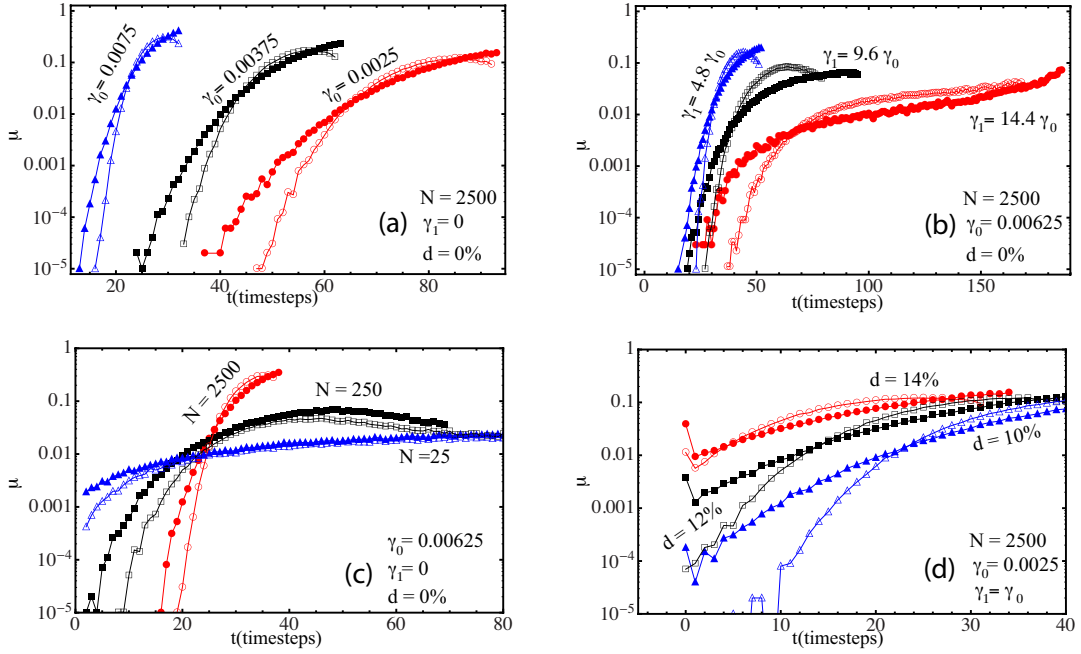 1
0.1
0.01
0.001
10⁻⁴
10⁻⁵
μ
γ₀= 0.0075
γ₀= 0.00375
γ₀= 0.0025
N = 2500
(a)
γ₁= 0
d = 0%
20 40 60 80
t(timesteps)
1
0.1
0.01
0.001
10⁻⁴
10⁻⁵
μ
γ₁= 4.8 γ₀
γ₁= 9.6 γ₀
γ₁= 14.4 γ₀
N = 2500
(b)
γ₀= 0.00625
d = 0%
0 50 100 150
t(timesteps)
1
0.1
0.01
0.001
10⁻⁴
10⁻⁵
μ
N = 2500
N = 250
N = 25
γ₀= 0.00625
(c)
γ₁= 0
d = 0%
0 20 40 60 80
t(timesteps)
1
0.1
0.01
0.001
10⁻⁴
10⁻⁵
μ
d = 14%
d = 10%
d = 12%
N = 2500
(d)
γ₀= 0.0025
γ₁= γ₀
0 10 20 30 40
t(timesteps)